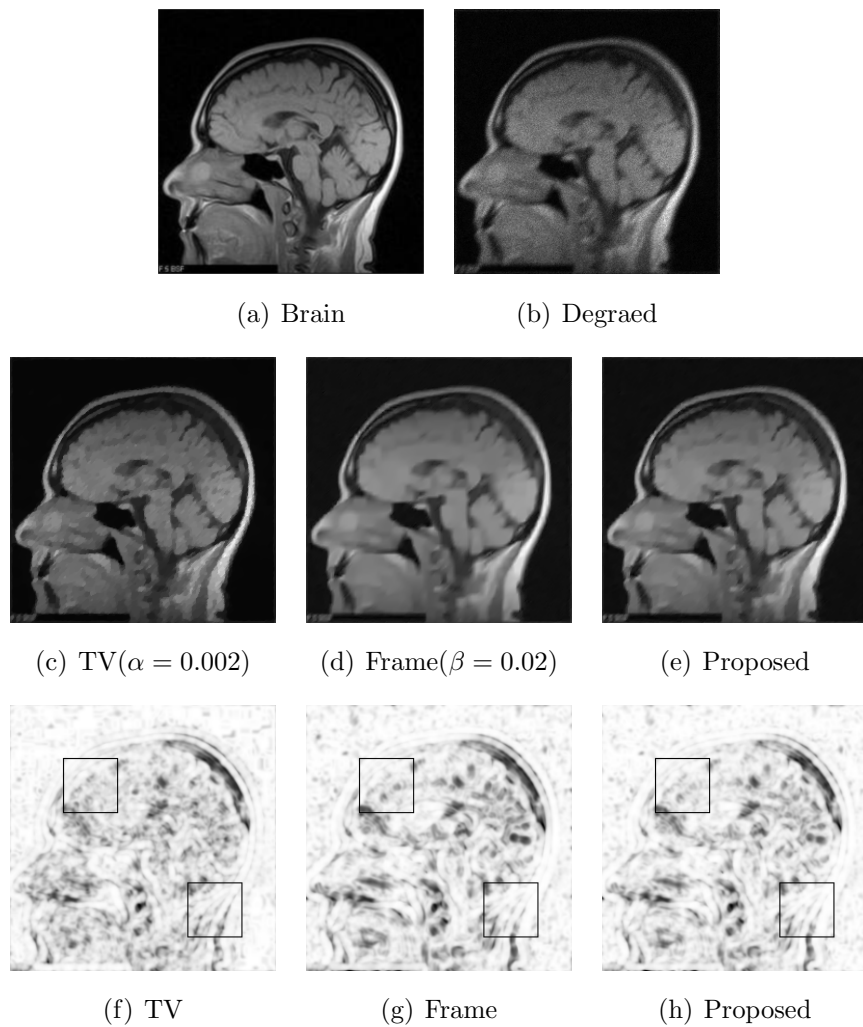 (a) Brain
(b) Degraed
(c) TV(α = 0.002)
(d) Frame(β = 0.02)
(e) Proposed
(f) TV
(g) Frame
(h) Proposed